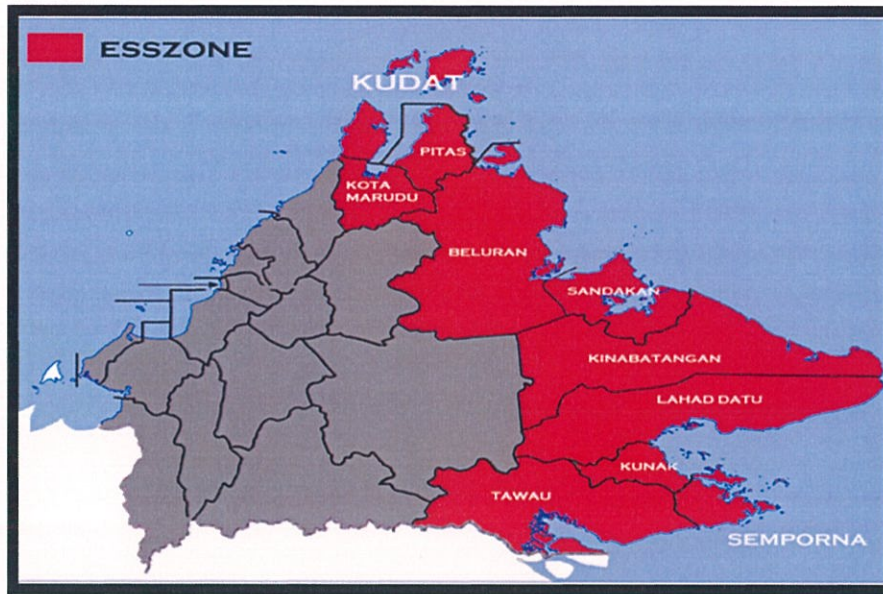 ESSZONE
KUDAT
PITAS
KOTA
MARUDU
BELURAN
SANDAKAN
KINABATANGAN
LAHAD DATU
KUNAK
TAWAU
SEMPORNA